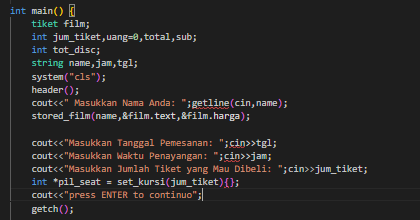 int main() {
tiket film;
int jum_tiket,uang=0,total,sub;
int tot_disc;
string name,jam,tgl;
system("cls");
header();
cout<<" Masukkan Nama Anda: ";getline(cin,name);
stored_film(name,&film.text,&film.harga);
cout<<"Masukkan Tanggal Pemesanan: ";cin>>tgl;
cout<<"Masukkan Waktu Penayangan: ";cin>>jam;
cout<<"Masukkan Jumlah Tiket yang Mau Dibeli: ";cin>>jum_tiket;
int *pil_seat = set_kursi(jum_tiket){};
cout<<"press ENTER to continuo";
getch();